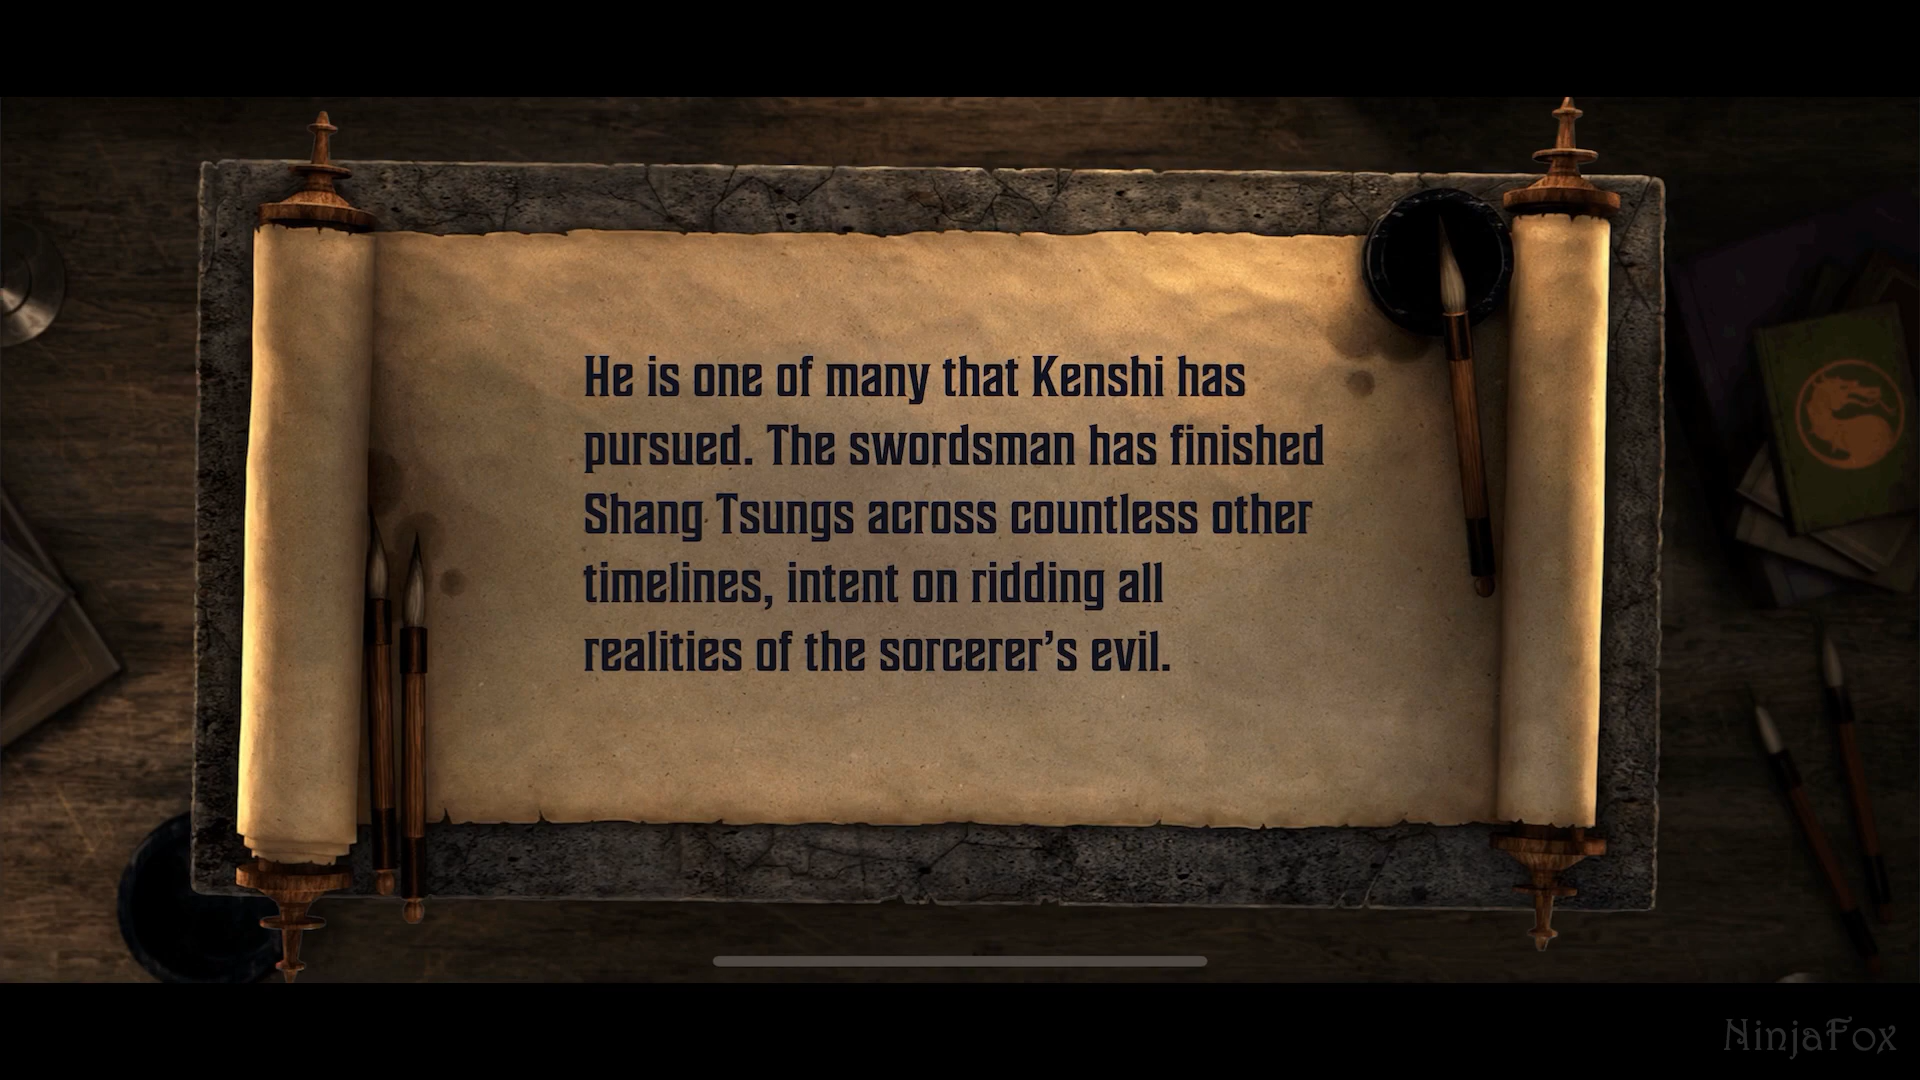 He is one of many that Kenshi has
pursued. The swordsman has finished
Shang Tsungs across countless other
timelines, intent on ridding all
realities of the sorcerer’s evil.
NinjaFox